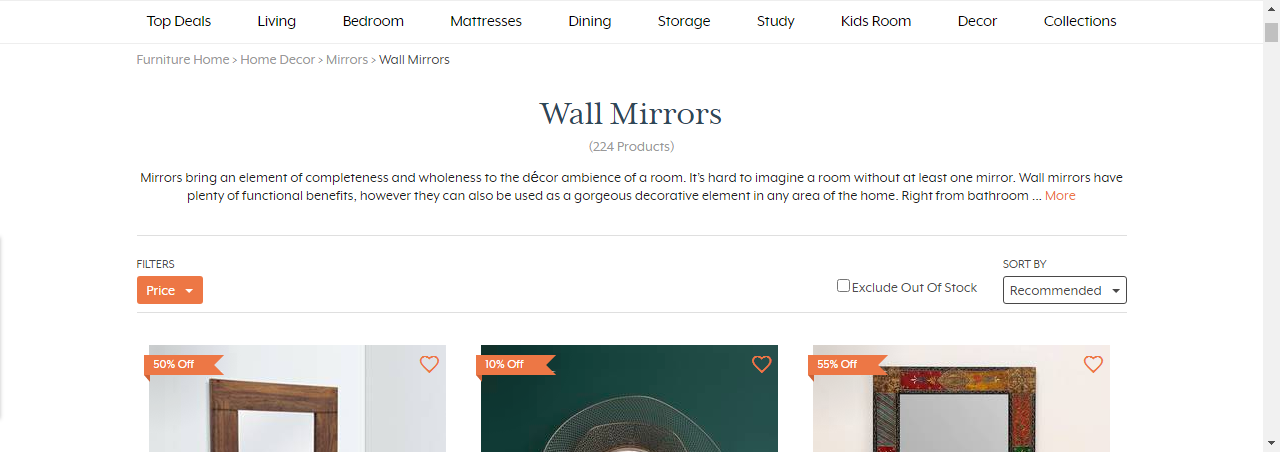 Top Deals Living Bedroom Mattresses Dining Storage Study Kids Room Decor Collections
Furniture Home > Home Decor > Mirrors > Wall Mirrors
Wall Mirrors
(224 Products)
Mirrors bring an element of completeness and wholeness to the décor ambience of a room. It's hard to imagine a room without at least one mirror. Wall mirrors have
plenty of functional benefits, however they can also be used as a gorgeous decorative element in any area of the home. Right from bathroom ... More
FILTERS
SORT BY
Price
Exclude Out Of Stock
Recommended
50% Off
10% Off
55% Off